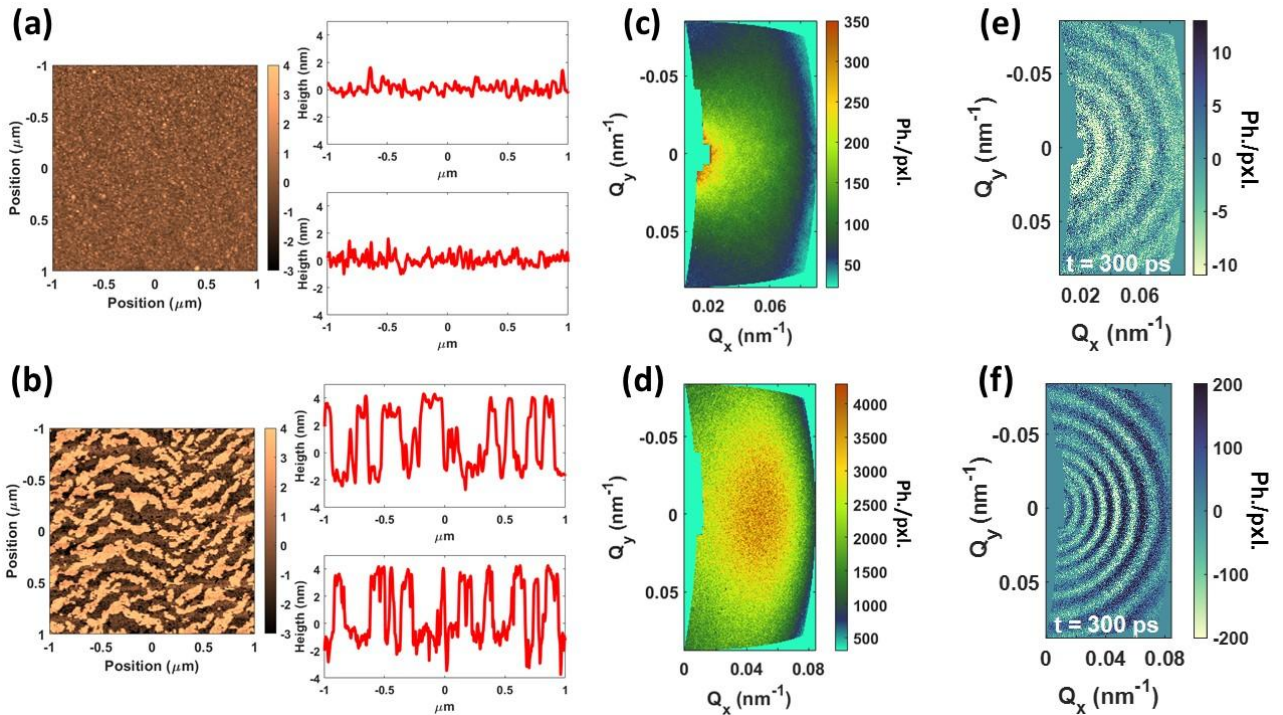 (a)
Position (μm)
-1
-0.5
0
0.5
1
-1 -0.5 0 0.5 1
Position (μm)
4
3
2
1
0
-1
-2
-3
Heigth (nm)
4
2
0
-2
-4
-1 -0.5 0 0.5 1
μm
Heigth (nm)
4
2
0
-2
-4
-1 -0.5 0 0.5 1
μm
(c)
Q_y (nm⁻¹)
-0.05
0
0.05
0.02 0.06
Q_x (nm⁻¹)
350
300
250
200
150
100
50
Ph./pxl.
(e)
Q_y (nm⁻¹)
-0.05
0
0.05
t = 300 ps
0.02 0.06
Q_x (nm⁻¹)
10
5
0
-5
-10
Ph./pxl.
(b)
Position (μm)
-1
-0.5
0
0.5
1
-1 -0.5 0 0.5 1
Position (μm)
4
3
2
1
0
-1
-2
-3
Heigth (nm)
4
2
0
-2
-4
-1 -0.5 0 0.5 1
μm
Heigth (nm)
4
2
0
-2
-4
-1 -0.5 0 0.5 1
μm
(d)
Q_y (nm⁻¹)
-0.05
0
0.05
0 0.04 0.08
Q_x (nm⁻¹)
4000
3500
3000
2500
2000
1500
1000
500
Ph./pxl.
(f)
Q_y (nm⁻¹)
-0.05
0
0.05
t = 300 ps
0 0.04 0.08
Q_x (nm⁻¹)
200
100
0
-100
-200
Ph./pxl.